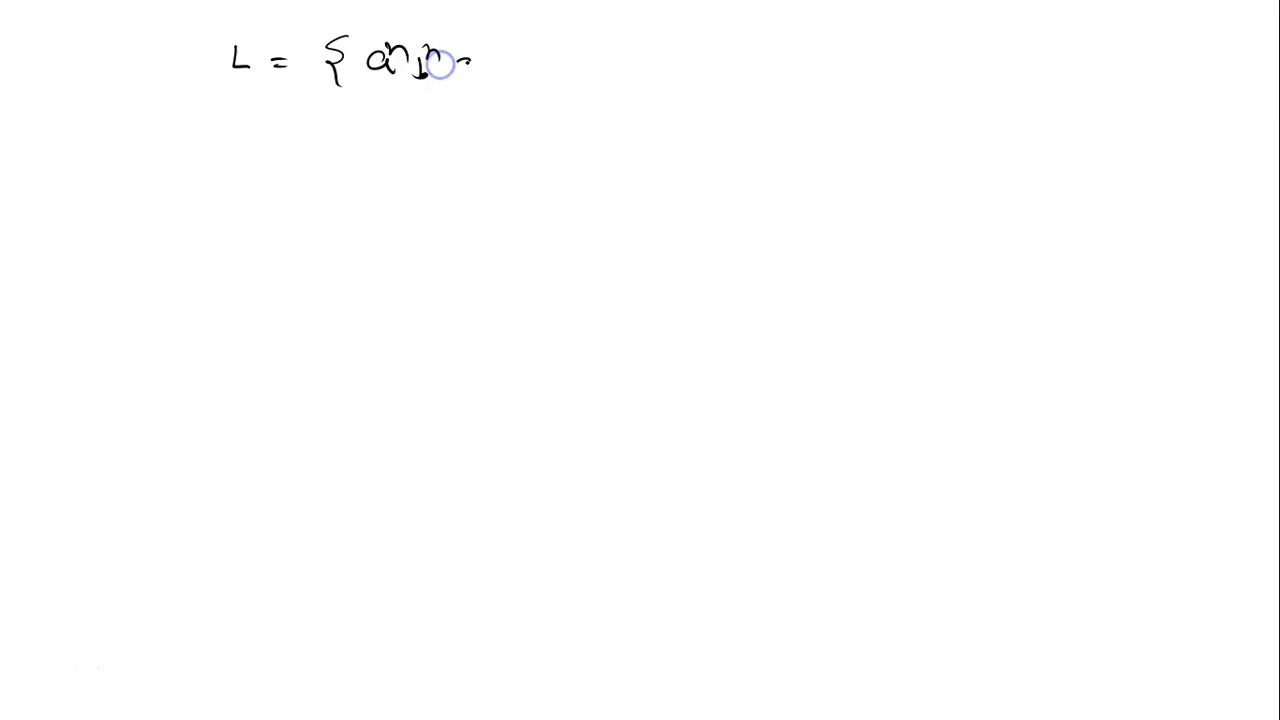 L = { aⁿbⁿ